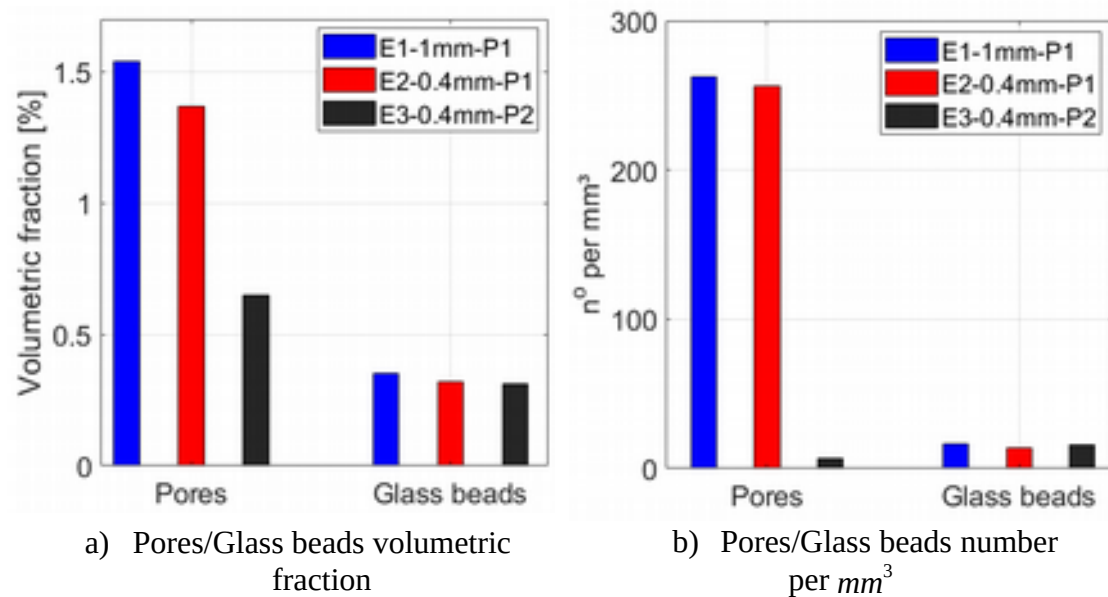 Volumetric fraction [%]
1.5
1
0.5
0
E1-1mm-P1
E2-0.4mm-P1
E3-0.4mm-P2
Pores
Glass beads
a) Pores/Glass beads volumetric
fraction
nº per mm³
300
200
100
0
E1-1mm-P1
E2-0.4mm-P1
E3-0.4mm-P2
Pores
Glass beads
b) Pores/Glass beads number
per mm³